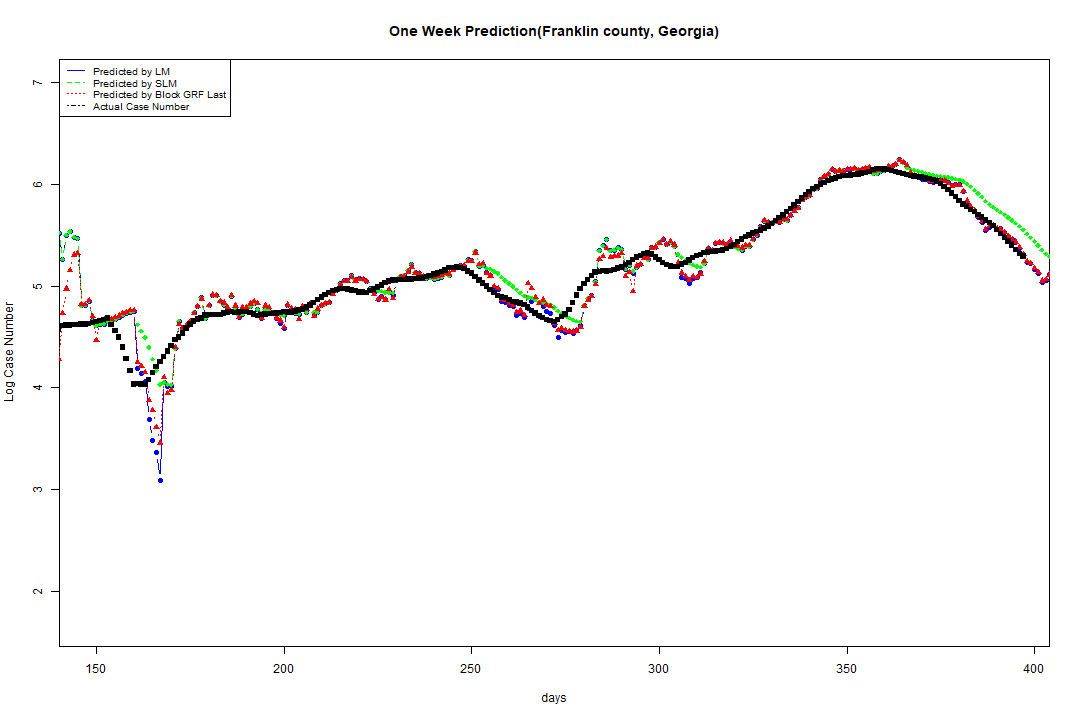 One Week Prediction(Franklin county, Georgia)
Predicted by LM
Predicted by SLM
Predicted by Block GRF Last
Actual Case Number
7
6
5
4
3
2
Log Case Number
150 200 250 300 350 400
days